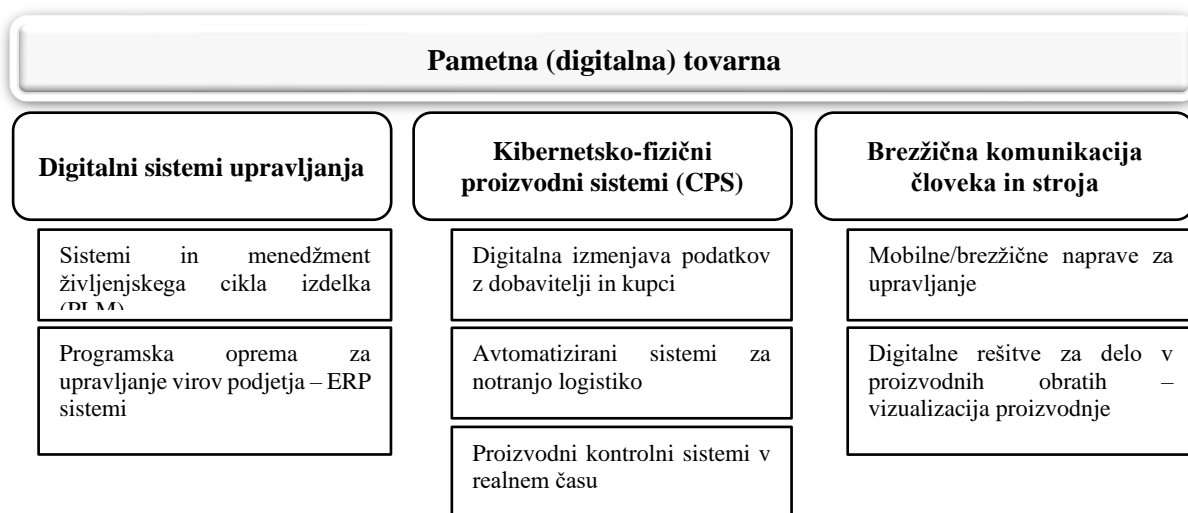 Pametna (digitalna) tovarna
Digitalni sistemi upravljanja
Kibernetsko-fizični
proizvodni sistemi (CPS)
Brezžična komunikacija
človeka in stroja
Sistemi in menedžment
življenjskega cikla izdelka
(PLM)
Programska oprema za
upravljanje virov podjetja – ERP
sistemi
Digitalna izmenjava podatkov
z dobavitelji in kupci
Avtomatizirani sistemi za
notranjo logistiko
Proizvodni kontrolni sistemi v
realnem času
Mobilne/brezžične naprave za
upravljanje
Digitalne rešitve za delo v
proizvodnih obratih –
vizualizacija proizvodnje